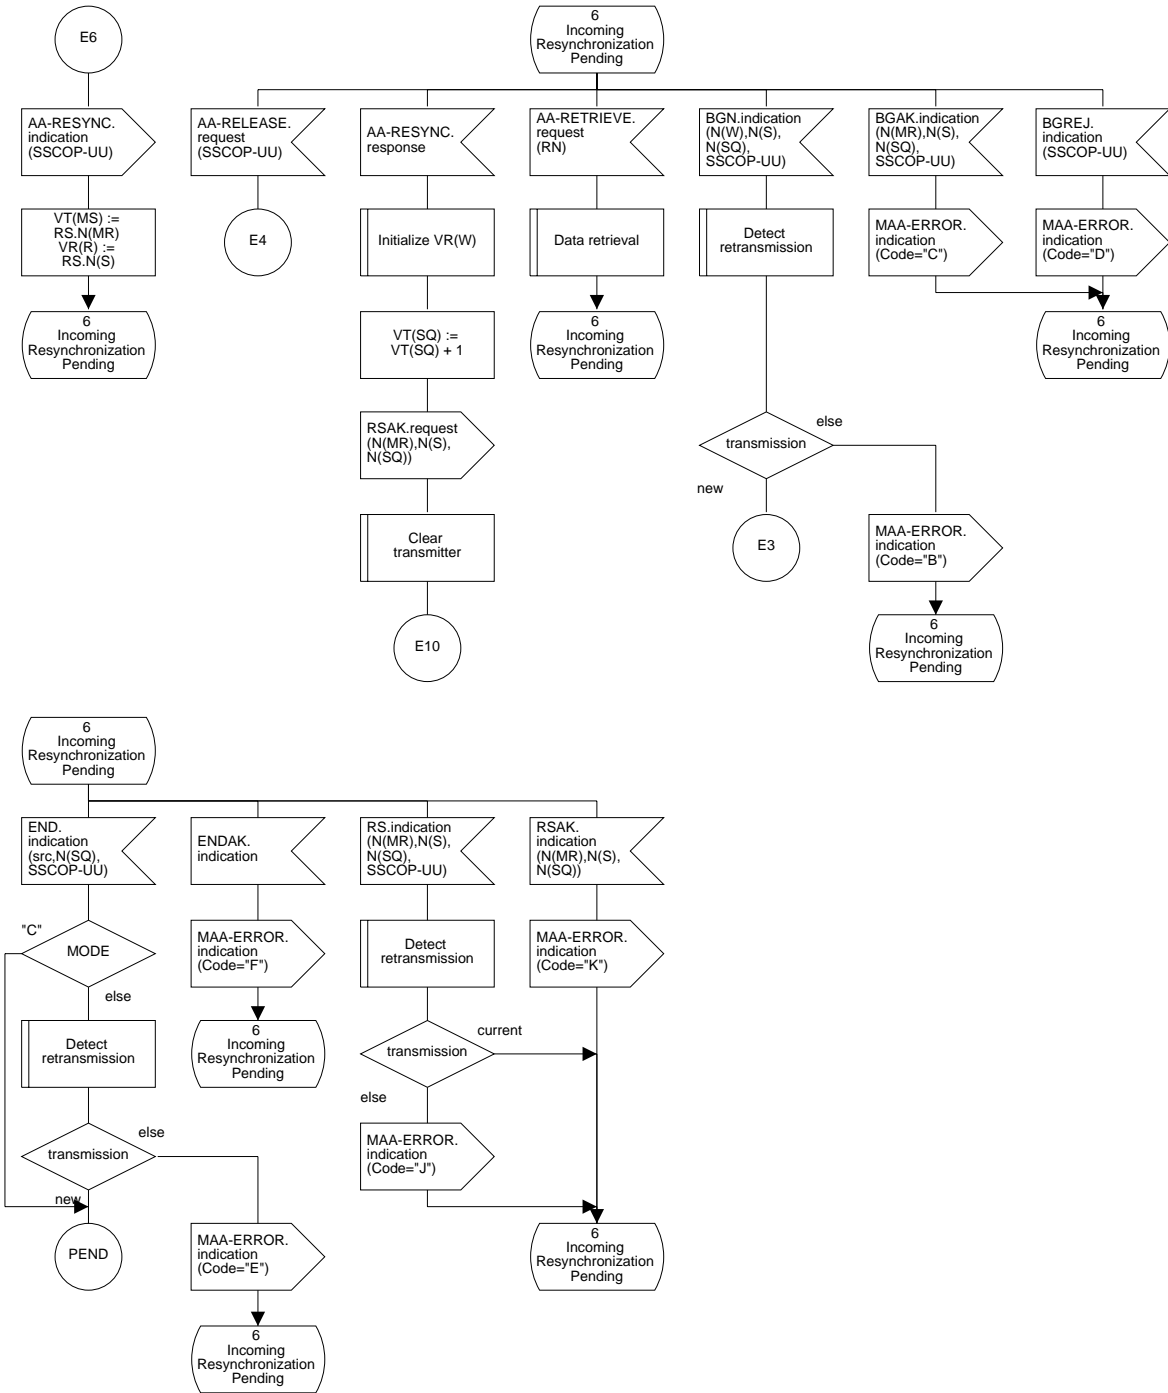 E6
6
Incoming
Resynchronization
Pending
AA-RESYNC.
indication
(SSCOP-UU)
AA-RELEASE.
request
(SSCOP-UU)
AA-RESYNC.
response
AA-RETRIEVE.
request
(RN)
BGN.indication
(N(W),N(S),
N(SQ),
SSCOP-UU)
BGAK.indication
(N(MR),N(S),
N(SQ),
SSCOP-UU)
BGREJ.
indication
(SSCOP-UU)
VT(MS) :=
RS.N(MR)
VR(R) :=
RS.N(S)
E4
Initialize VR(W)
Data retrieval
Detect
retransmission
MAA-ERROR.
indication
(Code="C")
MAA-ERROR.
indication
(Code="D")
6
Incoming
Resynchronization
Pending
VT(SQ) :=
VT(SQ) + 1
6
Incoming
Resynchronization
Pending
6
Incoming
Resynchronization
Pending
RSAK.request
(N(MR),N(S),
N(SQ))
transmission
else
new
Clear
transmitter
E3
MAA-ERROR.
indication
(Code="B")
E10
6
Incoming
Resynchronization
Pending
6
Incoming
Resynchronization
Pending
END.
indication
(src,N(SQ),
SSCOP-UU)
ENDAK.
indication
RS.indication
(N(MR),N(S),
N(SQ),
SSCOP-UU)
RSAK.
indication
(N(MR),N(S),
N(SQ))
"C"
MODE
else
MAA-ERROR.
indication
(Code="F")
Detect
retransmission
MAA-ERROR.
indication
(Code="K")
Detect
retransmission
6
Incoming
Resynchronization
Pending
transmission
current
else
transmission
else
new
MAA-ERROR.
indication
(Code="J")
PEND
MAA-ERROR.
indication
(Code="E")
6
Incoming
Resynchronization
Pending
6
Incoming
Resynchronization
Pending